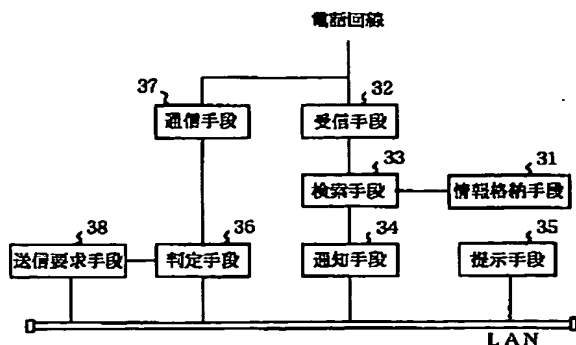 電話回線
37
32
通信手段
受信手段
33
31
検索手段
情報格納手段
38
36
34
35
送信要求手段
判定手段
通知手段
提示手段
LAN